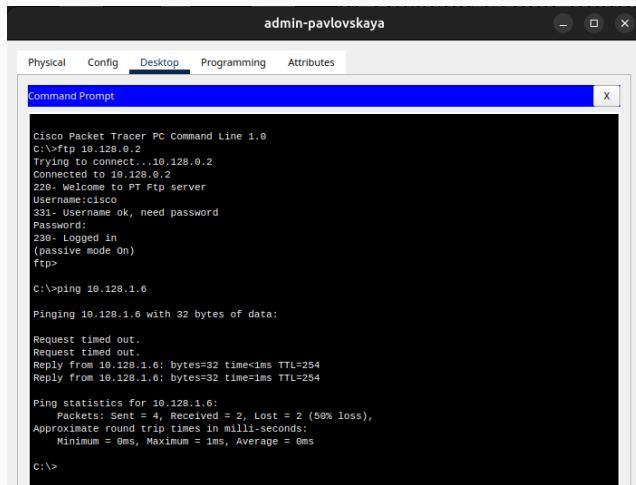 admin-pavlovskaya
Physical Config Desktop Programming Attributes
Command Prompt X
Cisco Packet Tracer PC Command Line 1.0
C:\>ftp 10.128.0.2
Trying to connect...10.128.0.2
Connected to 10.128.0.2
220- Welcome to PT Ftp server
Username:cisco
331- Username ok, need password
Password:
230- Logged in
(passive mode On)
ftp>
C:\>ping 10.128.1.6
Pinging 10.128.1.6 with 32 bytes of data:
Request timed out.
Request timed out.
Reply from 10.128.1.6: bytes=32 time<1ms TTL=254
Reply from 10.128.1.6: bytes=32 time=1ms TTL=254
Ping statistics for 10.128.1.6:
Packets: Sent = 4, Received = 2, Lost = 2 (50% loss),
Approximate round trip times in milli-seconds:
Minimum = 0ms, Maximum = 1ms, Average = 0ms
C:\>